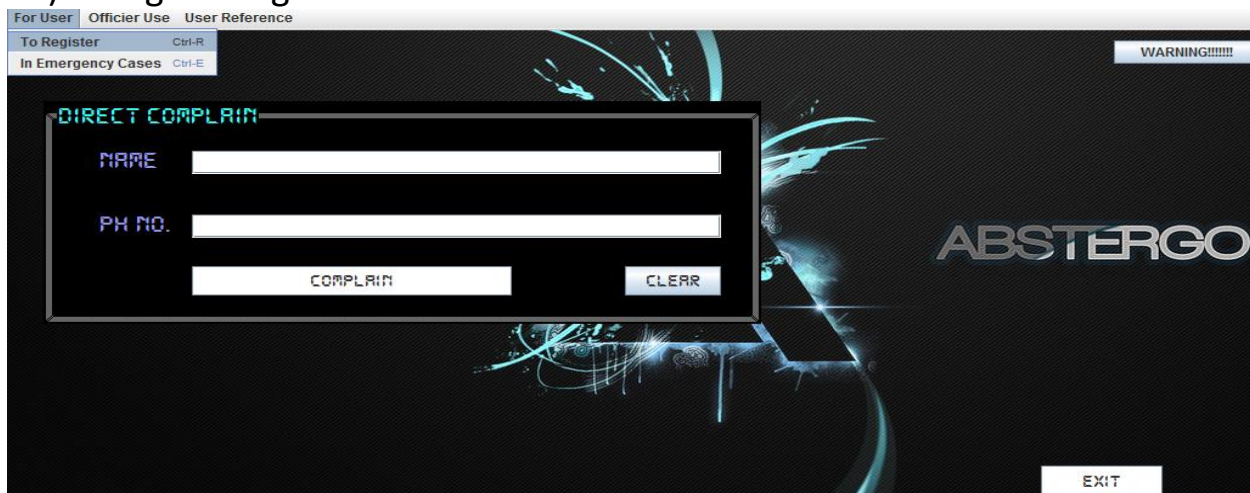 For User Officier Use User Reference
To Register Ctrl-R
In Emergency Cases Ctrl-E
WARNING!!!!!!!
DIRECT COMPLAIN
NAME
PH NO.
COMPLAIN CLEAR
ABSTERGO
EXIT